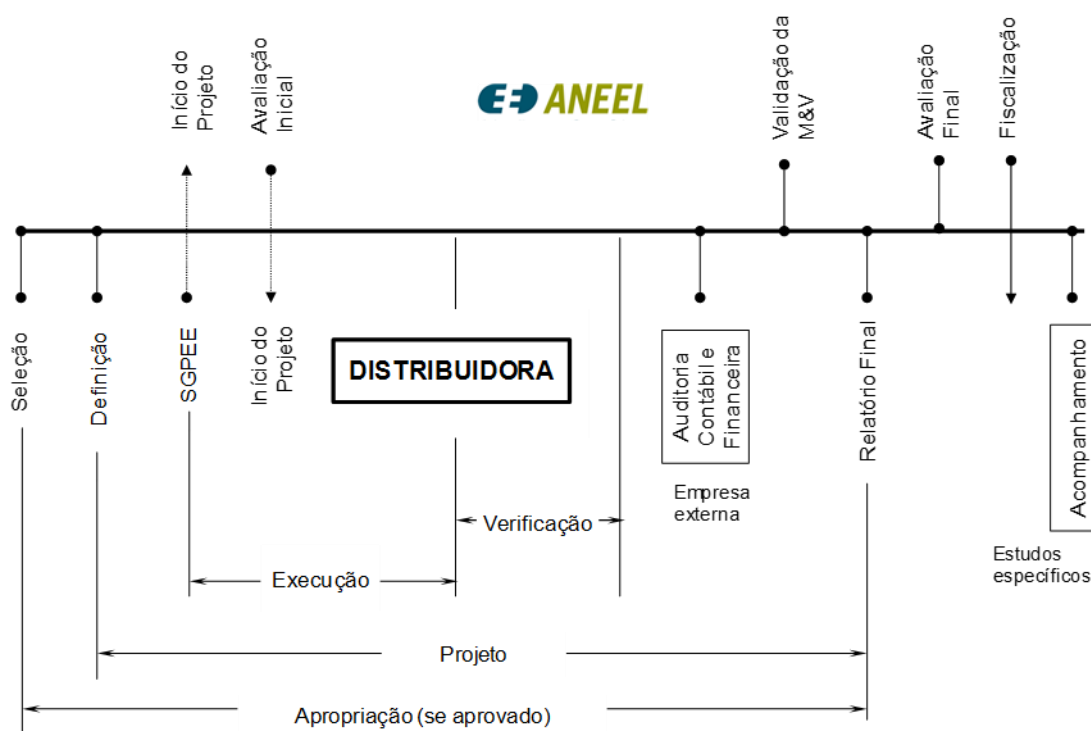 Início do
Projeto
Avaliação
Inicial
ANEEL
Validação da
M&V
Avaliação
Final
Fiscalização
Seleção
Definição
SGPEE
Início do
Projeto
DISTRIBUIDORA
Auditoria
Contábil e
Financeira
Empresa
externa
Relatório Final
Acompanhamento
Estudos
específicos
Verificação
Execução
Projeto
Apropriação (se aprovado)